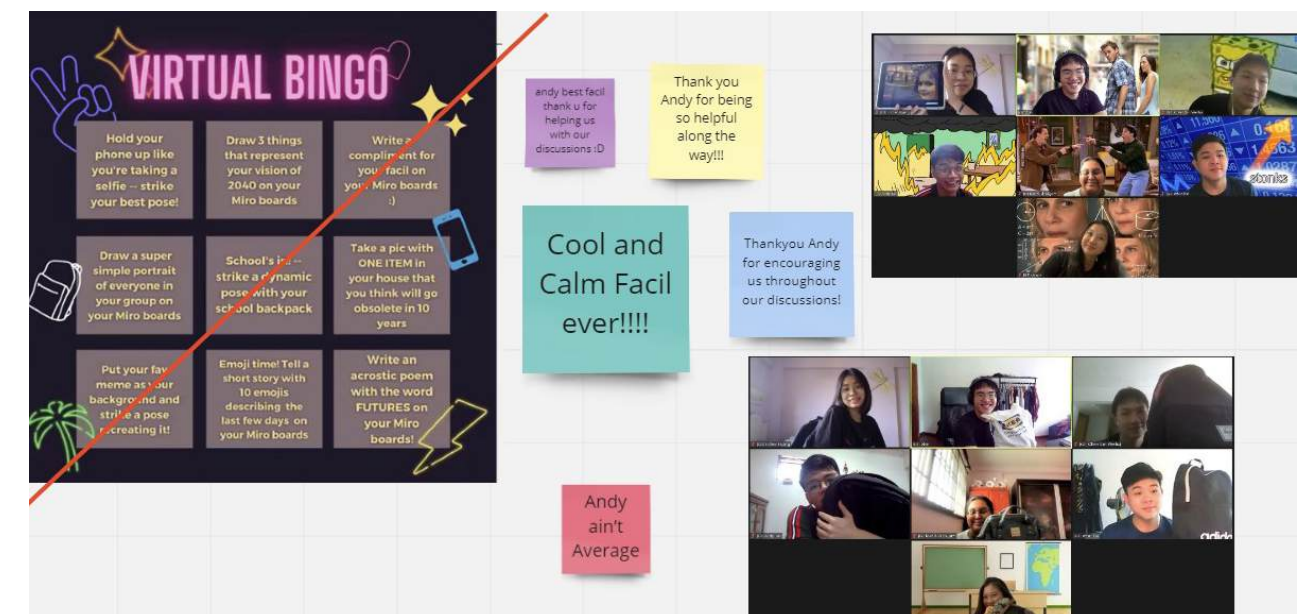 VIRTUAL BINGO
Hold your
phone up like
you're taking a
selfie -- strike
your best pose!
Draw 3 things
that represent
your vision of
2040 on your
Miro boards
Write a
compliment for
your facil on
your Miro boards
:)
Draw a super
simple portrait
of everyone in
your group on
your Miro boards
School's in --
strike a dynamic
pose with your
school backpack
Take a pic with
ONE ITEM in
your house that
you think will go
obsolete in 10
years
Put your fav
meme as your
background and
strike a pose
recreating it!
Emoji time! Tell a
short story with
10 emojis
describing the
last few days on
your Miro boards
Write an
acrostic poem
with the word
FUTURES on
your Miro
boards!
andy best facil
thank u for
helping us
with our
discussions :D
Thank you
Andy for being
so helpful
along the
way!!!
Cool and
Calm Facil
ever!!!!
Thankyou Andy
for encouraging
us throughout
our discussions!
Andy
ain't
Average
stonks
adidas